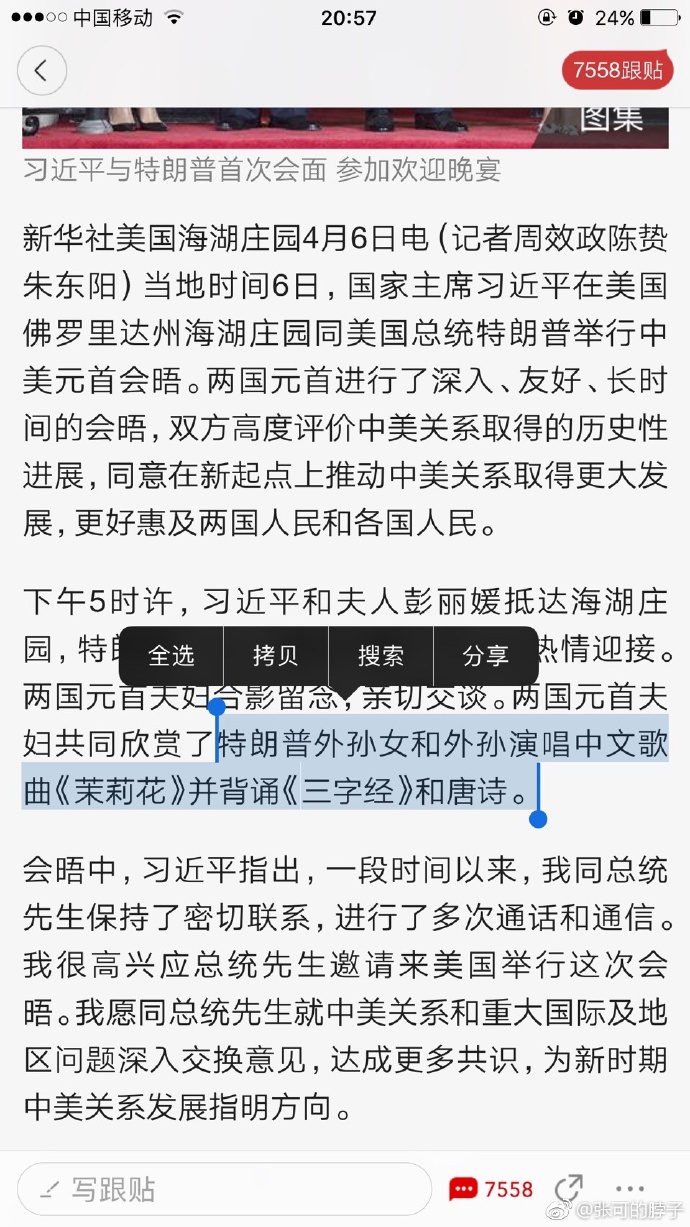 中国移动 20:57 24%
7558跟贴
图集
习近平与特朗普首次会面 参加欢迎晚宴
新华社美国海湖庄园4月6日电(记者周效政陈贽
朱东阳)当地时间6日,国家主席习近平在美国
佛罗里达州海湖庄园同美国总统特朗普举行中
美元首会晤。两国元首进行了深入、友好、长时
间的会晤,双方高度评价中美关系取得的历史性
进展,同意在新起点上推动中美关系取得更大发
展,更好惠及两国人民和各国人民。
下午5时许,习近平和夫人彭丽媛抵达海湖庄
园,特 热情迎接。
全选 拷贝 搜索 分享
两国元首夫妇合影留念,亲切交谈。两国元首夫
妇共同欣赏了特朗普外孙女和外孙演唱中文歌
曲《茉莉花》并背诵《三字经》和唐诗。
会晤中,习近平指出,一段时间以来,我同总统
先生保持了密切联系,进行了多次通话和通信。
我很高兴应总统先生邀请来美国举行这次会
晤。我愿同总统先生就中美关系和重大国际及地
区问题深入交换意见,达成更多共识,为新时期
中美关系发展指明方向。
写跟贴 7558
@张可的脖子